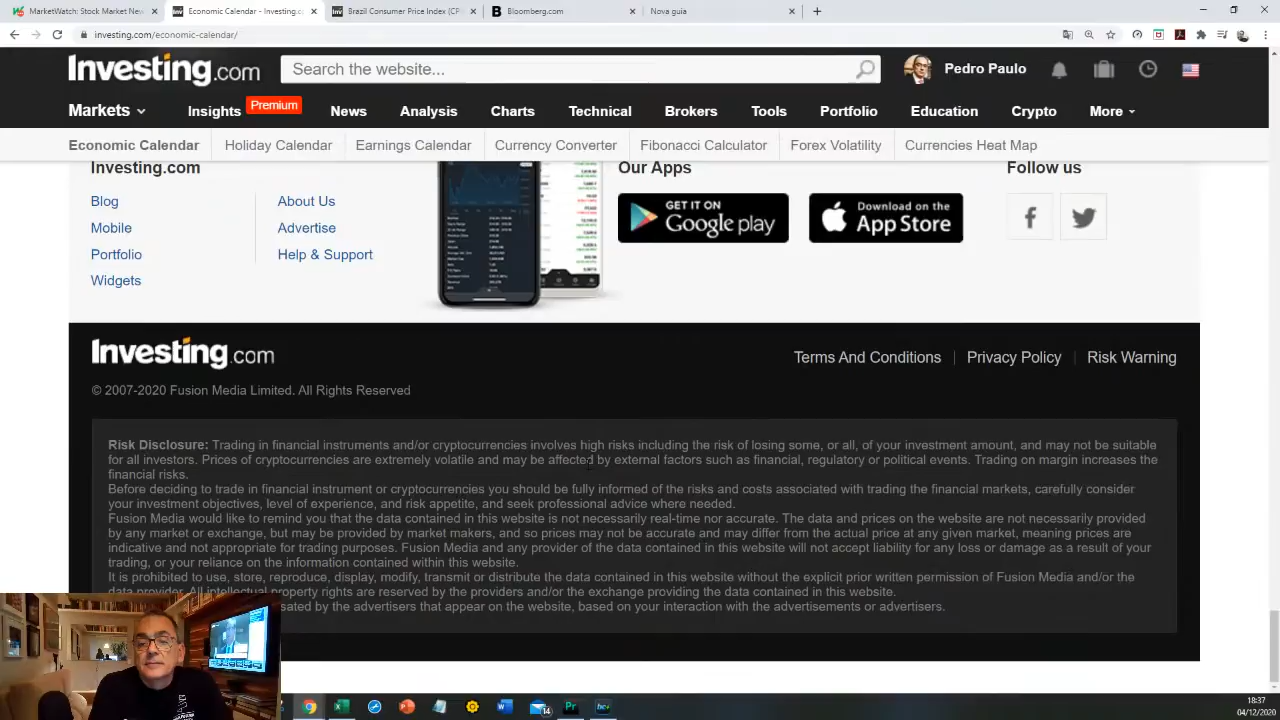 MarketWatch: Stock Market New
Economic Calendar - Investing.c
Brazil Consumer Price Index (CP
Bloomberg.com
Nova guia
investing.com/economic-calendar/
Investing.com
Search the website...
Pedro Paulo
Markets
Insights
Premium
News
Analysis
Charts
Technical
Brokers
Tools
Portfolio
Education
Crypto
More
Economic Calendar
Holiday Calendar
Earnings Calendar
Currency Converter
Fibonacci Calculator
Forex Volatility
Currencies Heat Map
Investing.com
Blog
Mobile
Portfolio
Widgets
About Us
Advertise
Help & Support
Our Apps
GET IT ON
Google play
Download on the
App Store
Follow us
Investing.com
Terms And Conditions
Privacy Policy
Risk Warning
© 2007-2020 Fusion Media Limited. All Rights Reserved
Risk Disclosure: Trading in financial instruments and/or cryptocurrencies involves high risks including the risk of losing some, or all, of your investment amount, and may not be suitable
for all investors. Prices of cryptocurrencies are extremely volatile and may be affected by external factors such as financial, regulatory or political events. Trading on margin increases the
financial risks.
Before deciding to trade in financial instrument or cryptocurrencies you should be fully informed of the risks and costs associated with trading the financial markets, carefully consider
your investment objectives, level of experience, and risk appetite, and seek professional advice where needed.
Fusion Media would like to remind you that the data contained in this website is not necessarily real-time nor accurate. The data and prices on the website are not necessarily provided
by any market or exchange, but may be provided by market makers, and so prices may not be accurate and may differ from the actual price at any given market, meaning prices are
indicative and not appropriate for trading purposes. Fusion Media and any provider of the data contained in this website will not accept liability for any loss or damage as a result of your
trading, or your reliance on the information contained within this website.
It is prohibited to use, store, reproduce, display, modify, transmit or distribute the data contained in this website without the explicit prior written permission of Fusion Media and/or the
data provider. All intellectual property rights are reserved by the providers and/or the exchange providing the data contained in this website.
sated by the advertisers that appear on the website, based on your interaction with the advertisements or advertisers.
14
18:37
04/12/2020